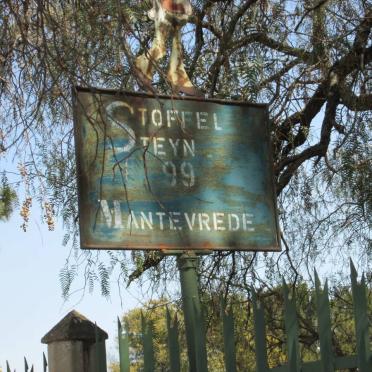 STOFFEL
STEYN
99
MANTEVREDE